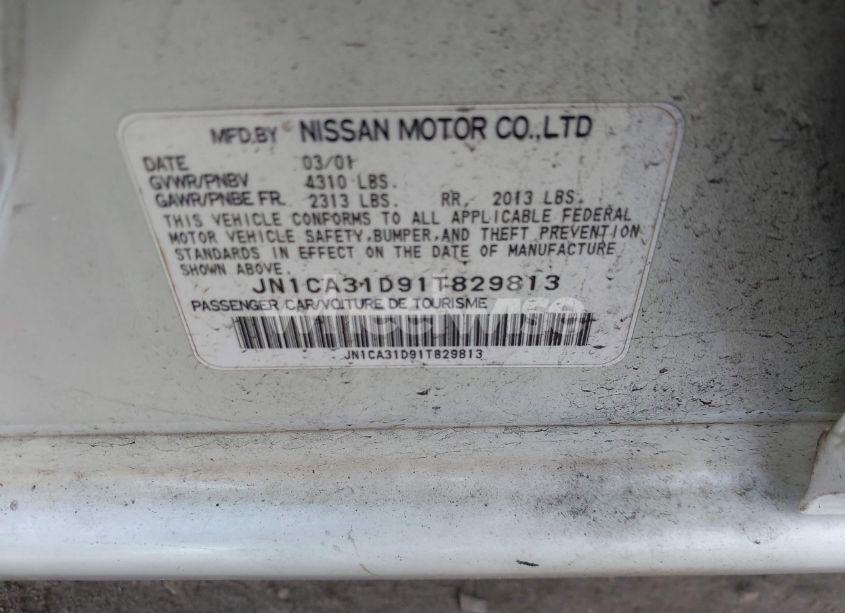 MFD.BY NISSAN MOTOR CO.,LTD
DATE 03/01
GVWR/PNBV 4310 LBS.
GAWR/PNBE FR. 2313 LBS. RR. 2013 LBS.
THIS VEHICLE CONFORMS TO ALL APPLICABLE FEDERAL
MOTOR VEHICLE SAFETY,BUMPER,AND THEFT PREVENTION
STANDARDS IN EFFECT ON THE DATE OF MANUFACTURE
SHOWN ABOVE.
JN1CA31D91T829813
PASSENGER CAR/VOITURE DE TOURISME
JN1CA31D91T829813